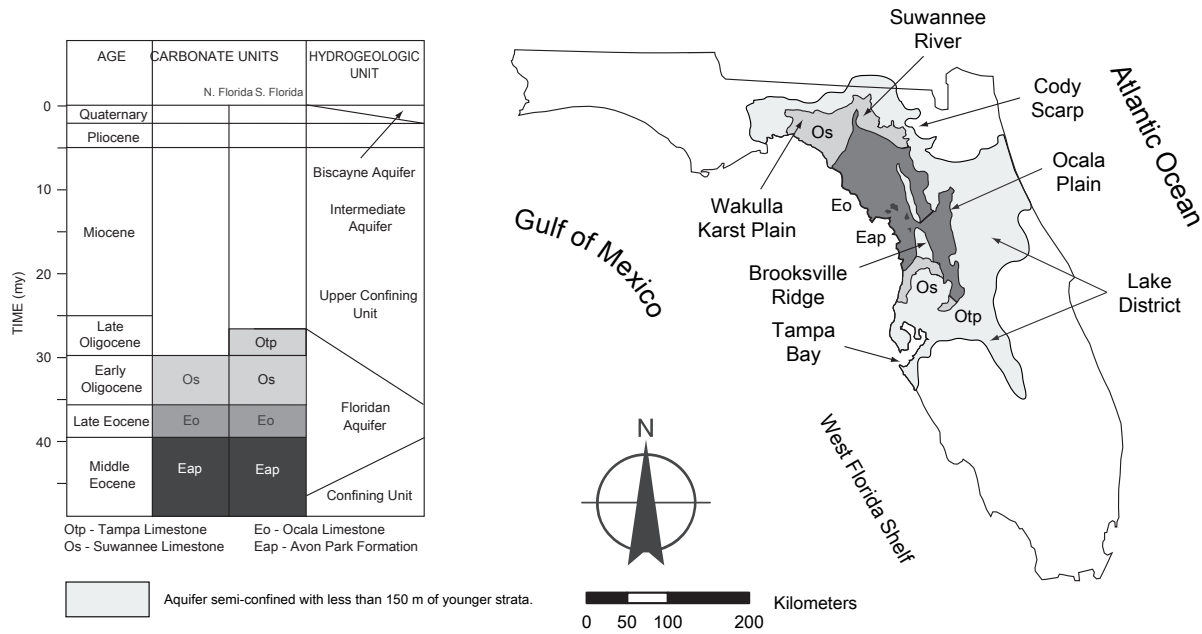 AGE
CARBONATE UNITS
HYDROGEOLOGIC
UNIT
N. Florida S. Florida
TIME (my)
0
10
20
30
40
Quaternary
Pliocene
Miocene
Late
Oligocene
Early
Oligocene
Late Eocene
Middle
Eocene
Os
Eo
Eap
Otp
Os
Eo
Eap
Biscayne Aquifer
Intermediate
Aquifer
Upper Confining
Unit
Floridan
Aquifer
Confining Unit
Otp - Tampa Limestone
Eo - Ocala Limestone
Os - Suwannee Limestone
Eap - Avon Park Formation
Aquifer semi-confined with less than 150 m of younger strata.
Suwannee
River
Cody
Scarp
Atlantic Ocean
Os
Ocala
Plain
Wakulla
Karst Plain
Eo
Eap
Gulf of Mexico
Brooksville
Ridge
Os
Otp
Lake
District
Tampa
Bay
West Florida Shelf
N
Kilometers
0 50 100 200